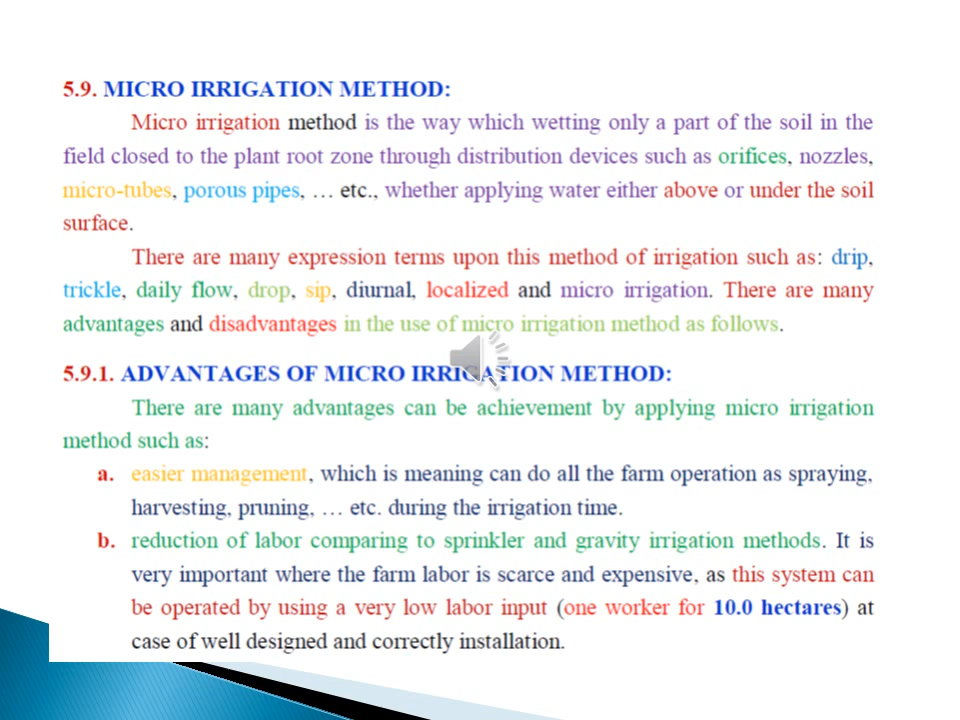 5.9. MICRO IRRIGATION METHOD:
Micro irrigation method is the way which wetting only a part of the soil in the
field closed to the plant root zone through distribution devices such as orifices, nozzles,
micro-tubes, porous pipes, … etc., whether applying water either above or under the soil
surface.
There are many expression terms upon this method of irrigation such as: drip,
trickle, daily flow, drop, sip, diurnal, localized and micro irrigation. There are many
advantages and disadvantages in the use of micro irrigation method as follows.
5.9.1. ADVANTAGES OF MICRO IRRIGATION METHOD:
There are many advantages can be achievement by applying micro irrigation
method such as:
a. easier management, which is meaning can do all the farm operation as spraying,
harvesting, pruning, … etc. during the irrigation time.
b. reduction of labor comparing to sprinkler and gravity irrigation methods. It is
very important where the farm labor is scarce and expensive, as this system can
be operated by using a very low labor input (one worker for 10.0 hectares) at
case of well designed and correctly installation.